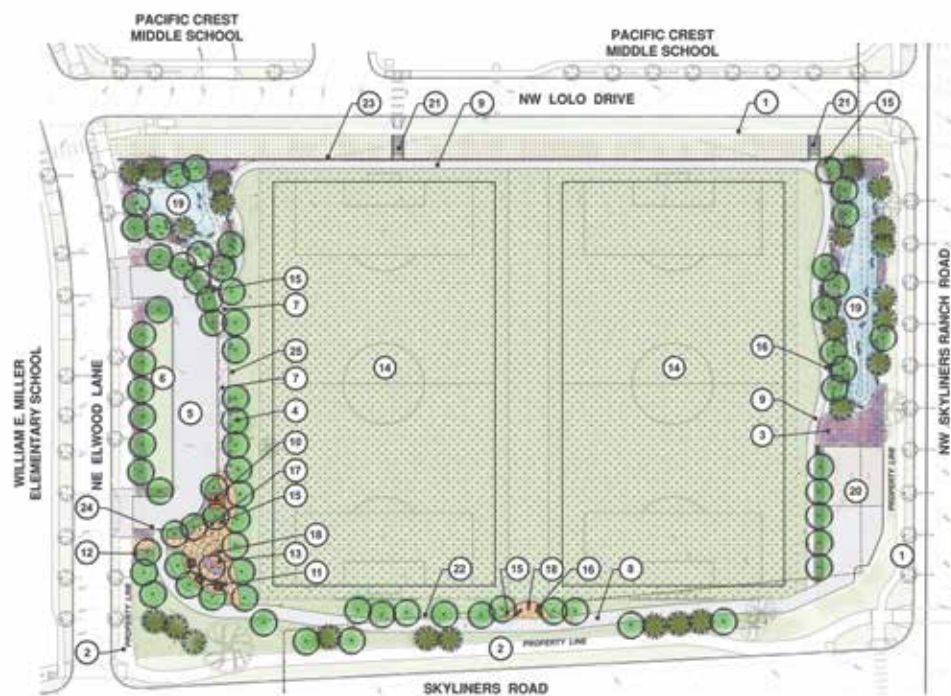 PACIFIC CREST
MIDDLE SCHOOL
PACIFIC CREST
MIDDLE SCHOOL
NW LOLO DRIVE
23
21
9
1
21
15
19
15
7
25
7
4
10
17
15
18
13
11
6
5
24
12
2
14
14
19
16
9
3
20
1
22
15
18
16
8
2
WILLIAM E. MILLER
ELEMENTARY SCHOOL
NE ELWOOD LANE
NW SKYLINERS RANCH ROAD
PROPERTY LINE
PROPERTY LINE
PROPERTY LINE
SKYLINERS ROAD